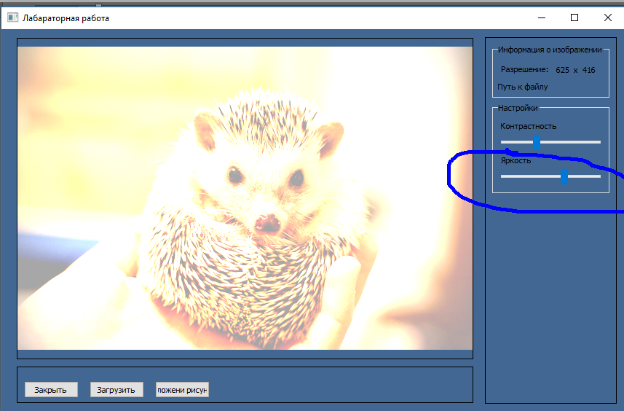 Лабараторная работа
Информация о изображении
Разрешение: 625 x 416
Путь к файлу
Настройки
Контрастность
Яркость
Закрыть
Загрузить
ложени рисун